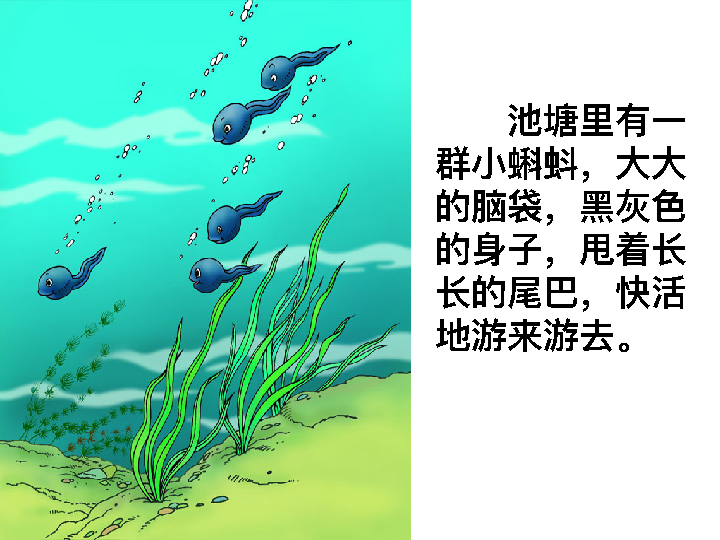 池塘里有一
群小蝌蚪，大大
的脑袋，黑灰色
的身子，甩着长
长的尾巴，快活
地游来游去。